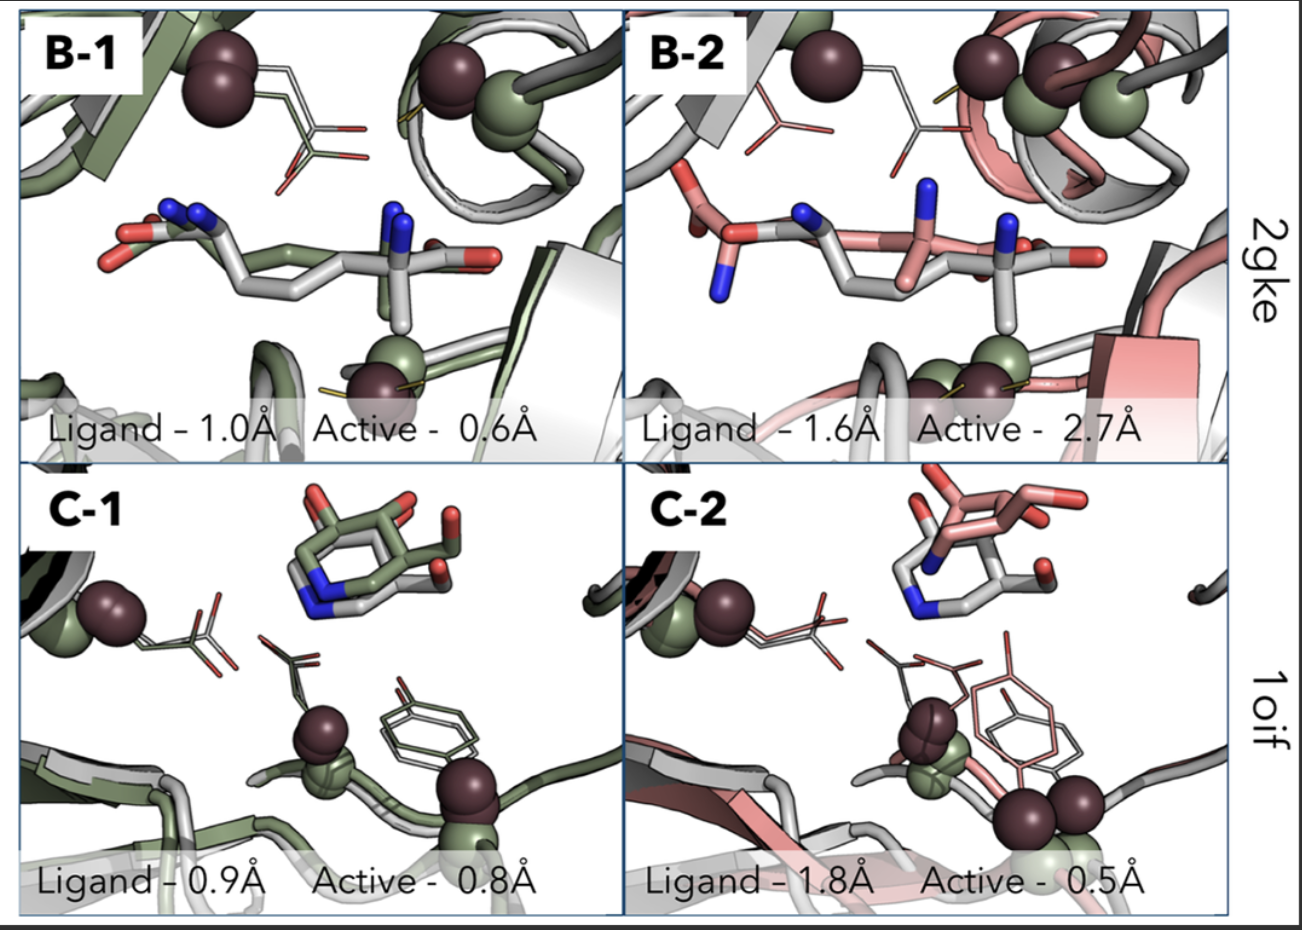 B-1
B-2
Ligand – 1.0Å Active - 0.6Å
Ligand – 1.6Å Active - 2.7Å
2gke
C-1
C-2
Ligand – 0.9Å Active - 0.8Å
Ligand – 1.8Å Active - 0.5Å
1oif